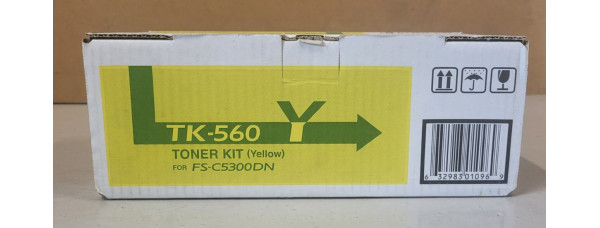 TK-560 Y
TONER KIT (Yellow)
FOR FS-C5300DN
6 32983 01096 9